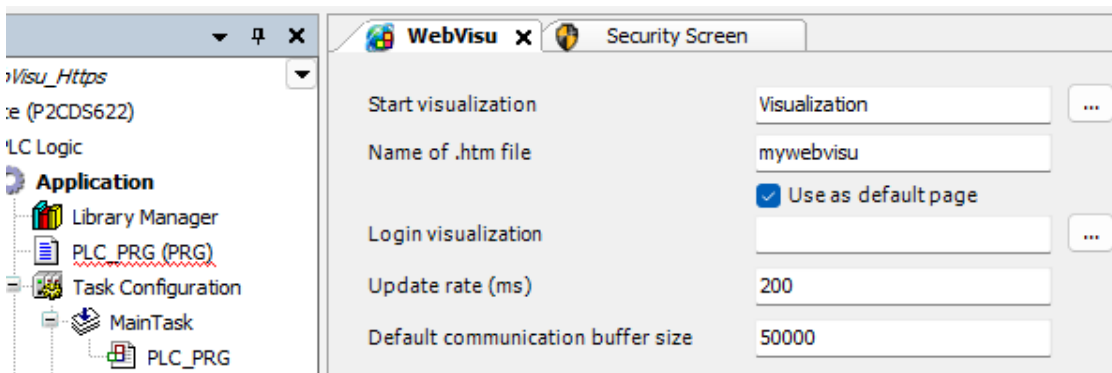 WebVisu Security Screen
Visu_Https
(P2CDS622)
Logic
Application
Library Manager
PLC_PRG (PRG)
Task Configuration
MainTask
PLC_PRG
Start visualization Visualization ...
Name of .htm file mywebvisu
Use as default page
Login visualization ...
Update rate (ms) 200
Default communication buffer size 50000